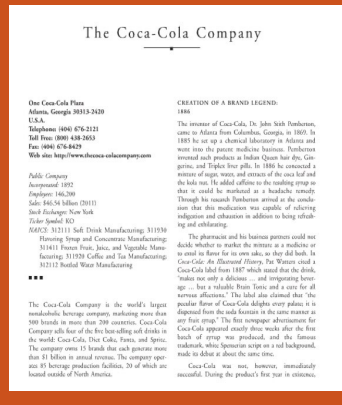 The Coca-Cola Company
One Coca-Cola Plaza
Atlanta, Georgia 30313-2420
U.S.A.
Telephone: (404) 676-2121
Toll Free: (800) 438-2653
Fax: (404) 676-8429
Web site: http://www.thecoca-colacompany.com
Public Company
Incorporated: 1892
Employees: 146,200
Sales: $46.54 billion (2011)
Stock Exchanges: New York
Ticker Symbol: KO
NAICS: 312111 Soft Drink Manufacturing; 311930
Flavoring Syrup and Concentrate Manufacturing;
311411 Frozen Fruit, Juice, and Vegetable Manu-
facturing; 311920 Coffee and Tea Manufacturing;
312112 Bottled Water Manufacturing
The Coca-Cola Company is the world's largest
nonalcoholic beverage company, marketing more than
500 brands in more than 200 countries. Coca-Cola
Company sells four of the five best-selling soft drinks in
the world: Coca-Cola, Diet Coke, Fanta, and Sprite.
The company owns 15 brands that each generate more
than $1 billion in annual revenue. The company oper-
ates 85 beverage production facilities, 20 of which are
located outside of North America.
CREATION OF A BRAND LEGEND:
1886
The inventor of Coca-Cola, Dr. John Stith Pemberton,
came to Atlanta from Columbus, Georgia, in 1869. In
1885 he set up a chemical laboratory in Atlanta and
went into the patent medicine business. Pemberton
invented such products as Indian Queen hair dye, Gin-
gerine, and Triplex liver pills. In 1886 he concocted a
mixture of sugar, water, and extracts of the coca leaf and
the kola nut. He added caffeine to the resulting syrup so
that it could be marketed as a headache remedy.
Through his research Pemberton arrived at the conclu-
sion that this medication was capable of relieving
indigestion and exhaustion in addition to being refresh-
ing and exhilarating.
The pharmacist and his business partners could not
decide whether to market the mixture as a medicine or
to extol its flavor for its own sake, so they did both. In
Coca-Cola: An Illustrated History, Pat Watters cited a
Coca-Cola label from 1887 which stated that the drink,
"makes not only a delicious ... and invigorating bever-
age ... but a valuable Brain Tonic and a cure for all
nervous affections." The label also claimed that "the
peculiar flavor of Coca-Cola delights every palate; it is
dispensed from the soda fountain in the same manner as
any fruit syrup." The first newspaper advertisement for
Coca-Cola appeared exactly three weeks after the first
batch of syrup was produced, and the famous
trademark, white Spenserian script on a red background,
made its debut at about the same time.
Coca-Cola was not, however, immediately
successful. During the product's first year in existence,